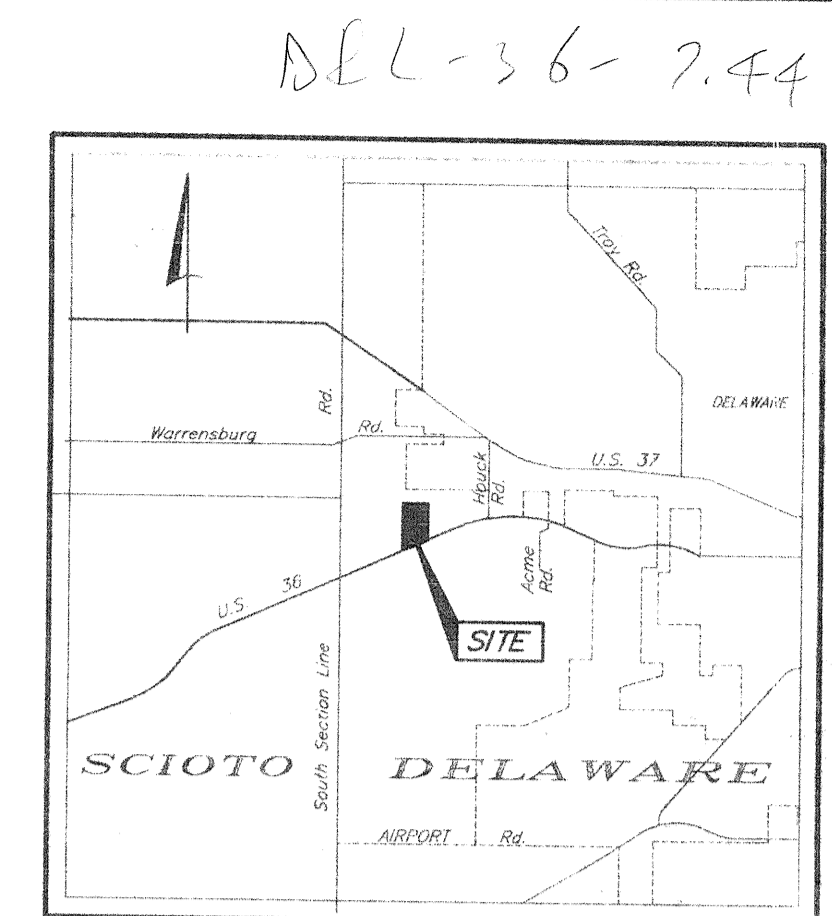 DEL-36-7.44
Troy Rd.
DELAWARE
Rd.
Warrensburg Rd.
U.S. 37
Houck Rd.
Acme Rd.
U.S. 36
SITE
South Section Line
SCIOTO DELAWARE
AIRPORT Rd.